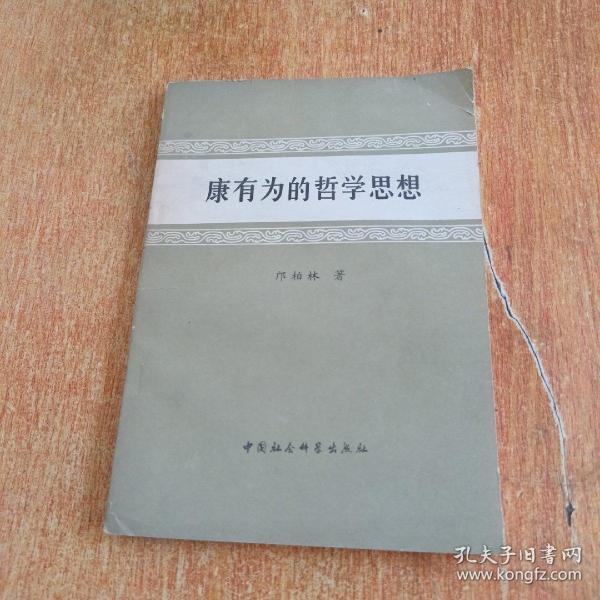 康有为的哲学思想
邝柏林 著
中国社会科学出版社
孔夫子旧书网
www.kongfz.com